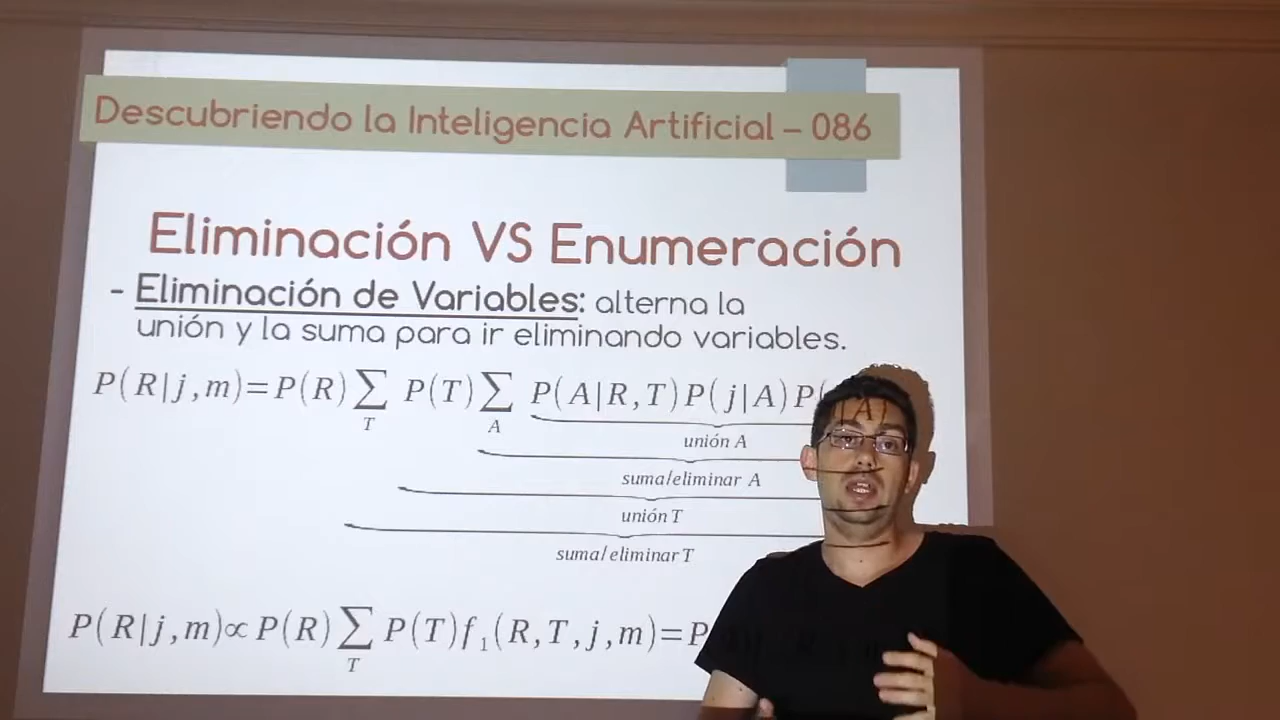 Descubriendo la Inteligencia Artificial – 086
Eliminación VS Enumeración
- Eliminación de Variables: alterna la
unión y la suma para ir eliminando variables.
P(R|j,m)=P(R)∑ P(T)∑ P(A|R,T)P(j|A)P(
T A
unión A
suma/eliminar A
unión T
suma/eliminar T
P(R|j,m)∝P(R)∑ P(T)f₁(R,T,j,m)=P
T